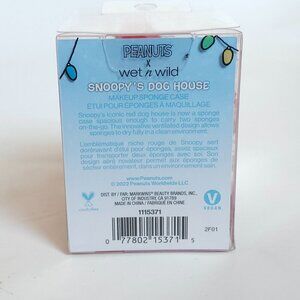 PEANUTS
x
wet n wild
SNOOPY'S DOG HOUSE
MAKEUP SPONGE CASE
ETUI POUR ÉPONGES À MAQUILLAGE
Snoopy's iconic red dog house is now a sponge
case spacious enough to carry two sponges
on-the-go. The innovative ventilated design allows
sponges to dry fully in a clean environment.
L'emblématique niche rouge de Snoopy sert
dorénavant d'étui pour éponges, assez spacieux
pour transporter deux éponges avec soi. Son
design aéré novateur permet aux éponges de
sécher entièrement, dans un environnement propre.
www.Peanuts.com
© 2022 Peanuts Worldwide LLC
DIST. BY / PAR: MARKWINS® BEAUTY BRANDS, INC.
CITY OF INDUSTRY, CA 91789
MADE IN CHINA / FABRIQUÉ EN CHINE
1115371
0 77802 15371 5
VEGAN
2F01